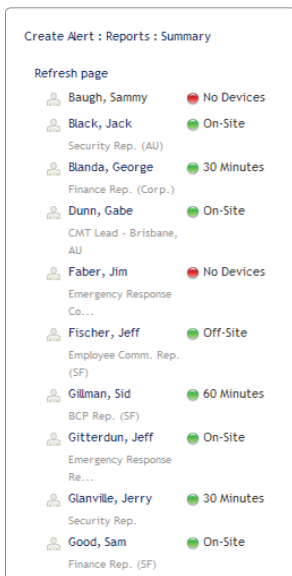 Create Alert : Reports : Summary
Refresh page
Baugh, Sammy No Devices
Black, Jack On-Site
Security Rep. (AU)
Blanda, George 30 Minutes
Finance Rep. (Corp.)
Dunn, Gabe On-Site
CMT Lead - Brisbane,
AU
Faber, Jim No Devices
Emergency Response
Co...
Fischer, Jeff Off-Site
Employee Comm. Rep.
(SF)
Gillman, Sid 60 Minutes
BCP Rep. (SF)
Gitterdun, Jeff On-Site
Emergency Response
Re...
Glanville, Jerry 30 Minutes
Security Rep.
Good, Sam On-Site
Finance Rep. (SF)